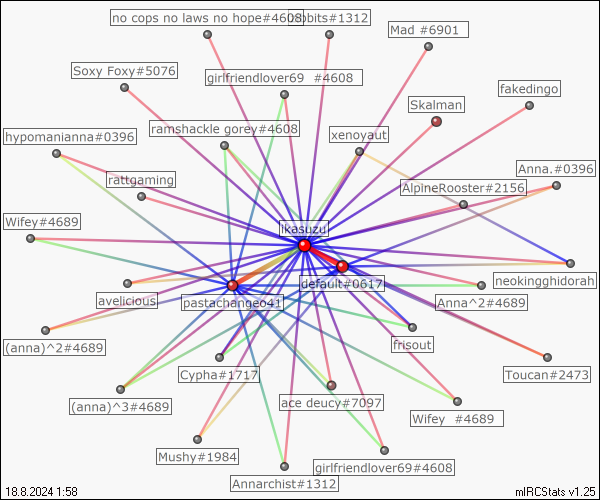 no cops no laws no hope#4608
bbits#1312
Mad #6901
Soxy Foxy#5076
girlfriendlover69 #4608
fakedingo
Skalman
ramshackle gorey#4608
xenoyaut
hypomanianna#0396
Anna.#0396
rattgaming
AlpineRooster#2156
Wifey#4689
Ikasuzu
default#0617
neokingghidorah
avelicious
pastachengeo41
Anna^2#4689
(anna)^2#4689
frisout
Cypha#1717
Toucan#2473
(anna)^3#4689
ace deucy#7097
Wifey #4689
Mushy#1984
girlfriendlover69#4608
Annarchist#1312
18.8.2024 1:58
mIRCStats v1.25